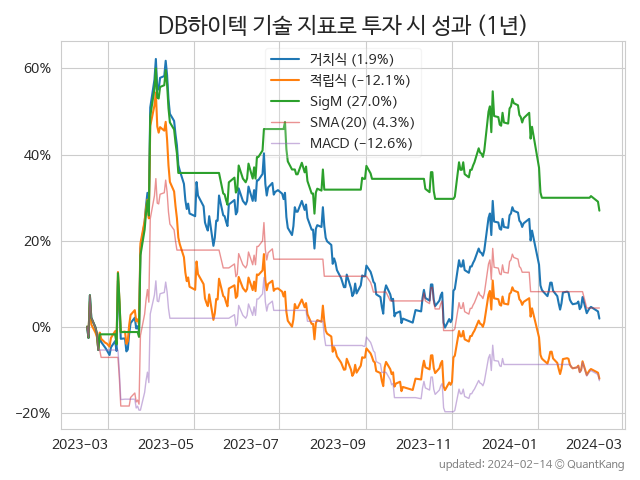 DB하이텍 기술 지표로 투자 시 성과 (1년)
거치식 (1.9%)
적립식 (−12.1%)
SigM (27.0%)
SMA(20) (4.3%)
MACD (−12.6%)
60%
40%
20%
0%
−20%
2023−03 2023−05 2023−07 2023−09 2023−11 2024−01 2024−03
updated: 2024−02−14 © QuantKang